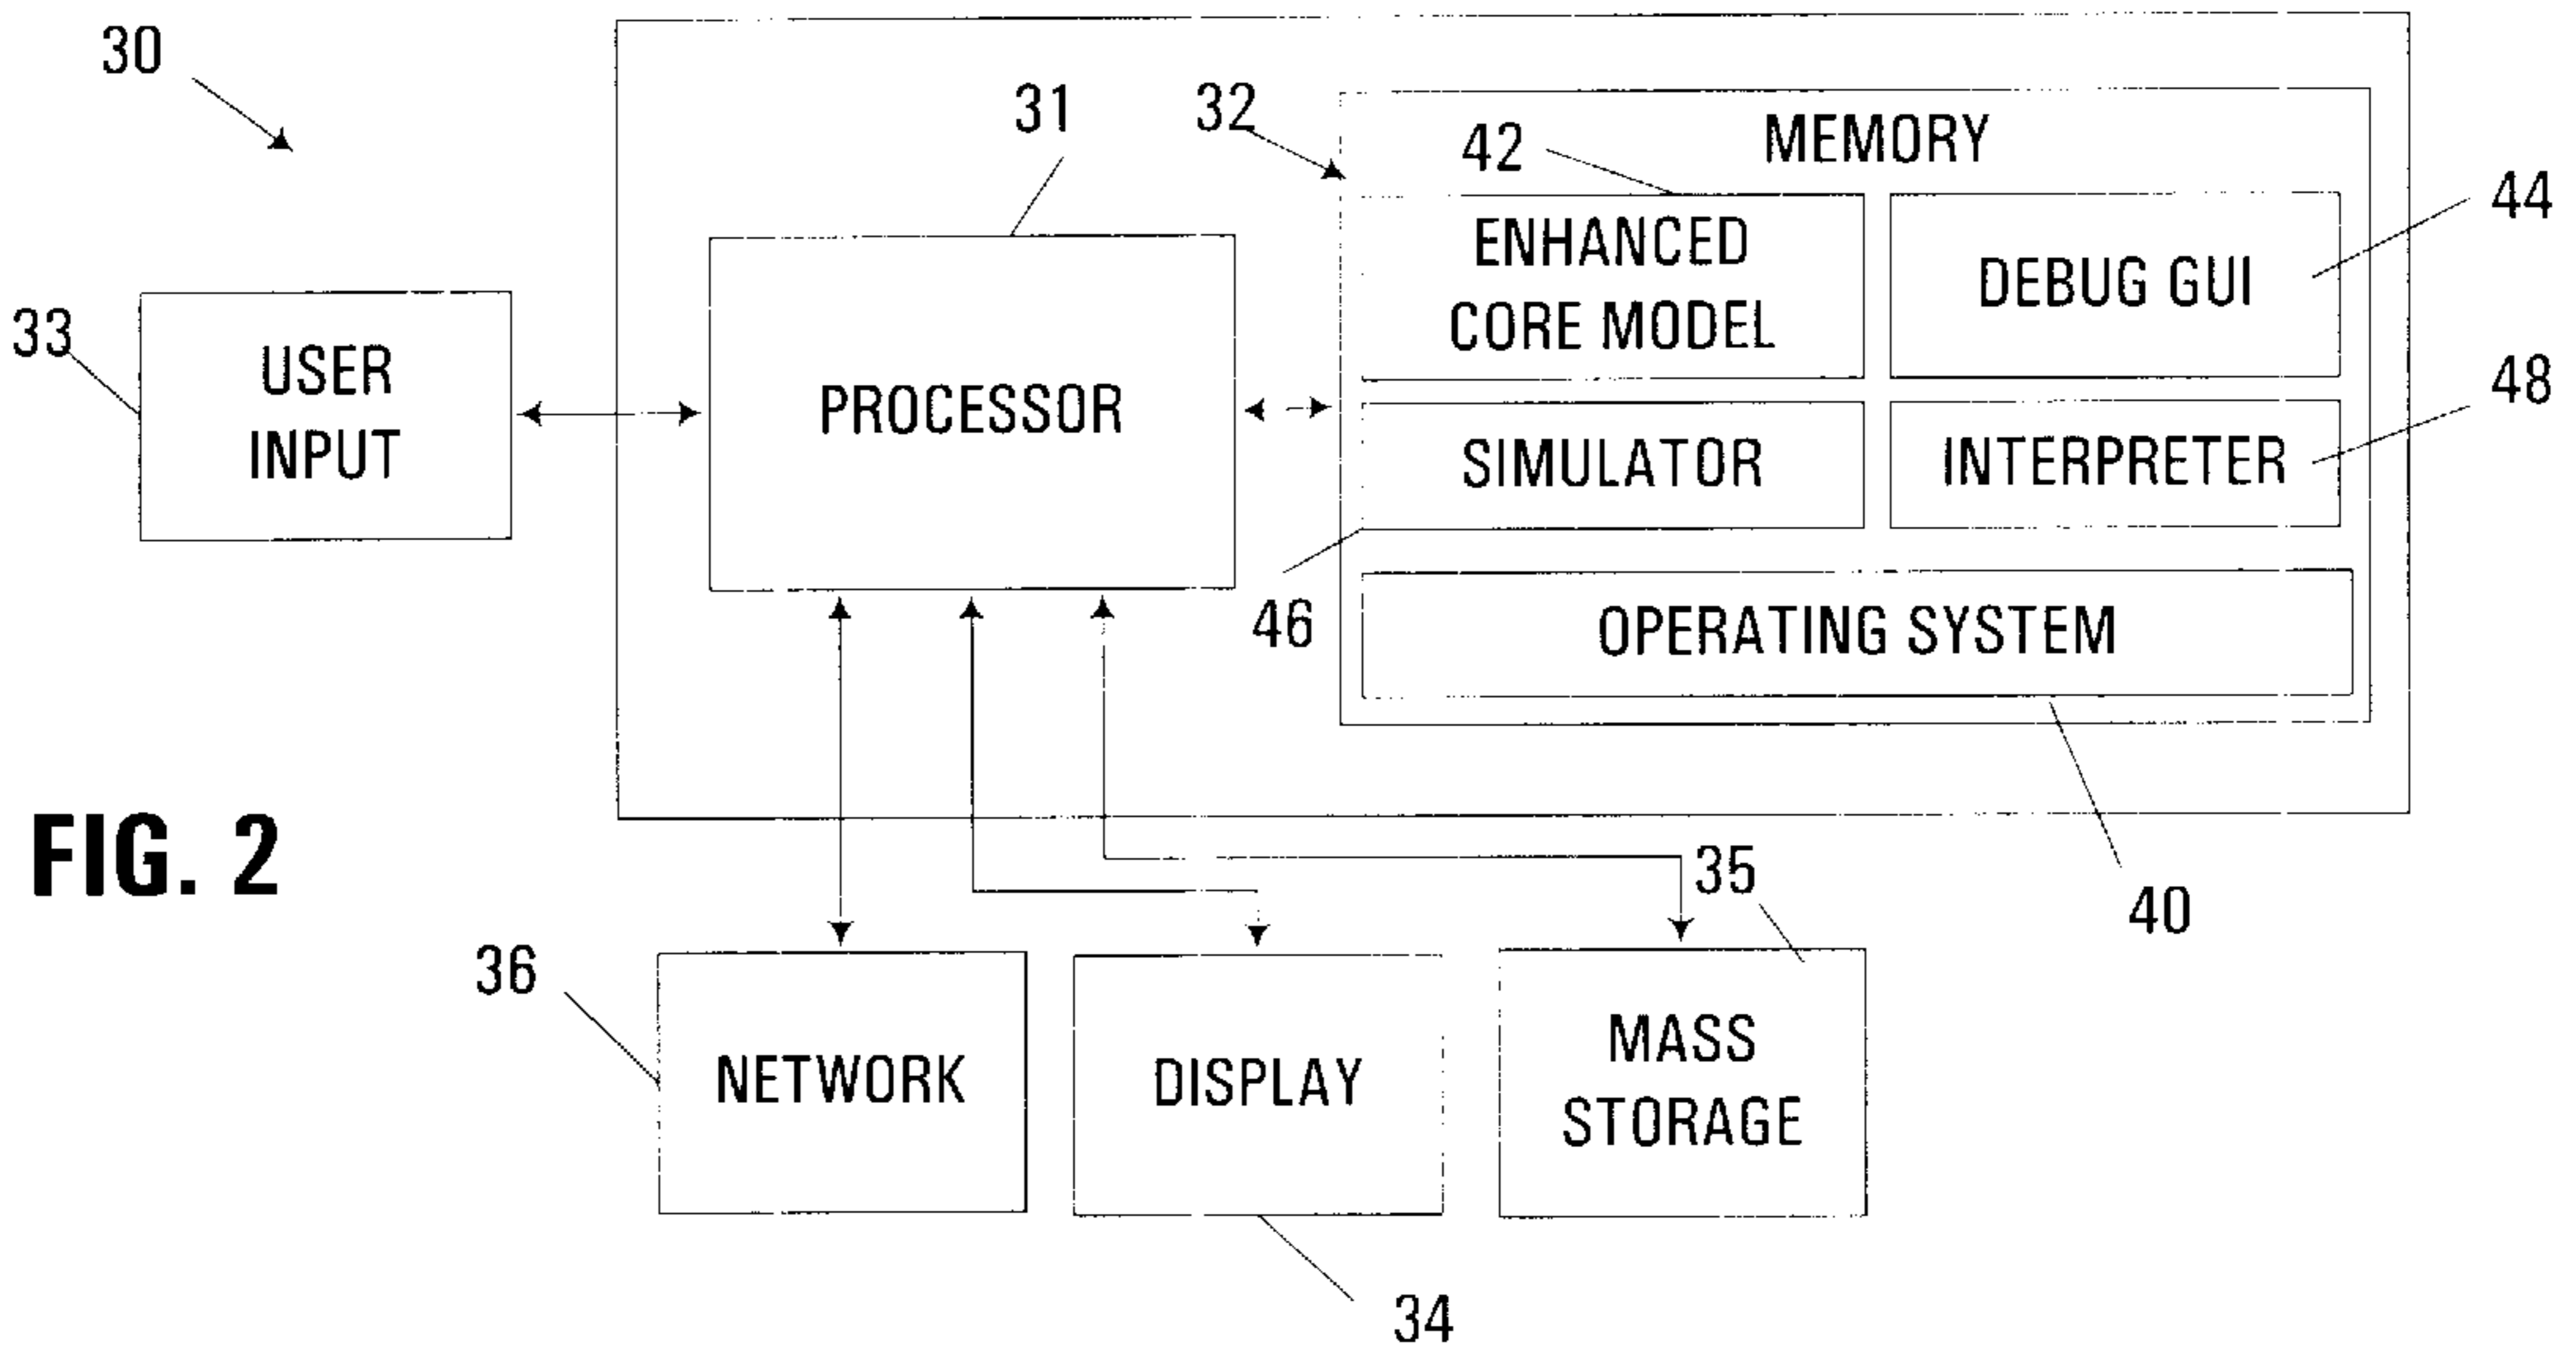 30
31
32
MEMORY
42
44
ENHANCED
CORE MODEL
DEBUG GUI
33
USER
INPUT
PROCESSOR
48
SIMULATOR
INTERPRETER
46
OPERATING SYSTEM
FIG. 2
35
40
36
NETWORK
DISPLAY
MASS
STORAGE
34